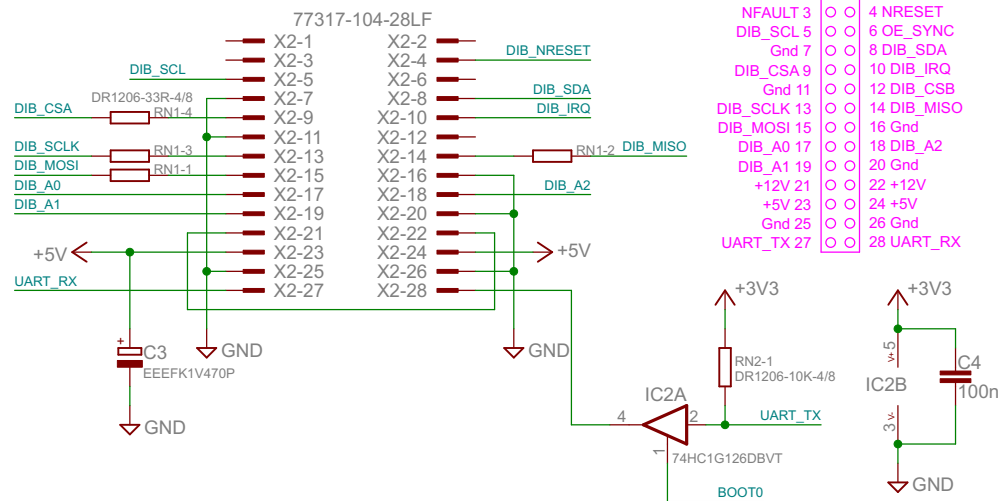 77317-104-28LF
NFAULT 3 4 NRESET
DIB_SCL 5 6 OE_SYNC
Gnd 7 8 DIB_SDA
DIB_CSA 9 10 DIB_IRQ
Gnd 11 12 DIB_CSB
DIB_SCLK 13 14 DIB_MISO
DIB_MOSI 15 16 Gnd
DIB_A0 17 18 DIB_A2
DIB_A1 19 20 Gnd
+12V 21 22 +12V
+5V 23 24 +5V
Gnd 25 26 Gnd
UART_TX 27 28 UART_RX
X2-1 X2-2
X2-3 X2-4 DIB_NRESET
DIB_SCL X2-5 X2-6
DR1206-33R-4/8 X2-7 X2-8 DIB_SDA
DIB_CSA RN1-4 X2-9 X2-10 DIB_IRQ
X2-11 X2-12
DIB_SCLK RN1-3 X2-13 X2-14 RN1-2 DIB_MISO
DIB_MOSI RN1-1 X2-15 X2-16
DIB_A0 X2-17 X2-18 DIB_A2
DIB_A1 X2-19 X2-20
X2-21 X2-22
+5V X2-23 X2-24 +5V
X2-25 X2-26
UART_RX X2-27 X2-28
+3V3 +3V3
+ C3 GND GND
EEEFK1V470P
GND
RN2-1
DR1206-10K-4/8
IC2A
4 2 UART_TX
1 74HC1G126DBVT
BOOT0
V+ 5
IC2B
3 V-
C4
100n
GND